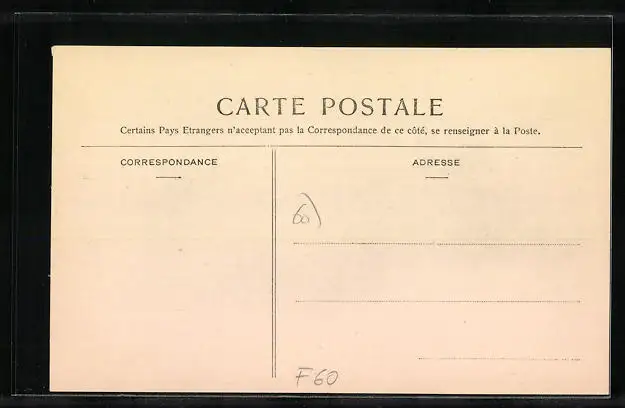 CARTE POSTALE
Certains Pays Etrangers n'acceptant pas la Correspondance de ce côté, se renseigner à la Poste.
CORRESPONDANCE
ADRESSE
60)
F60